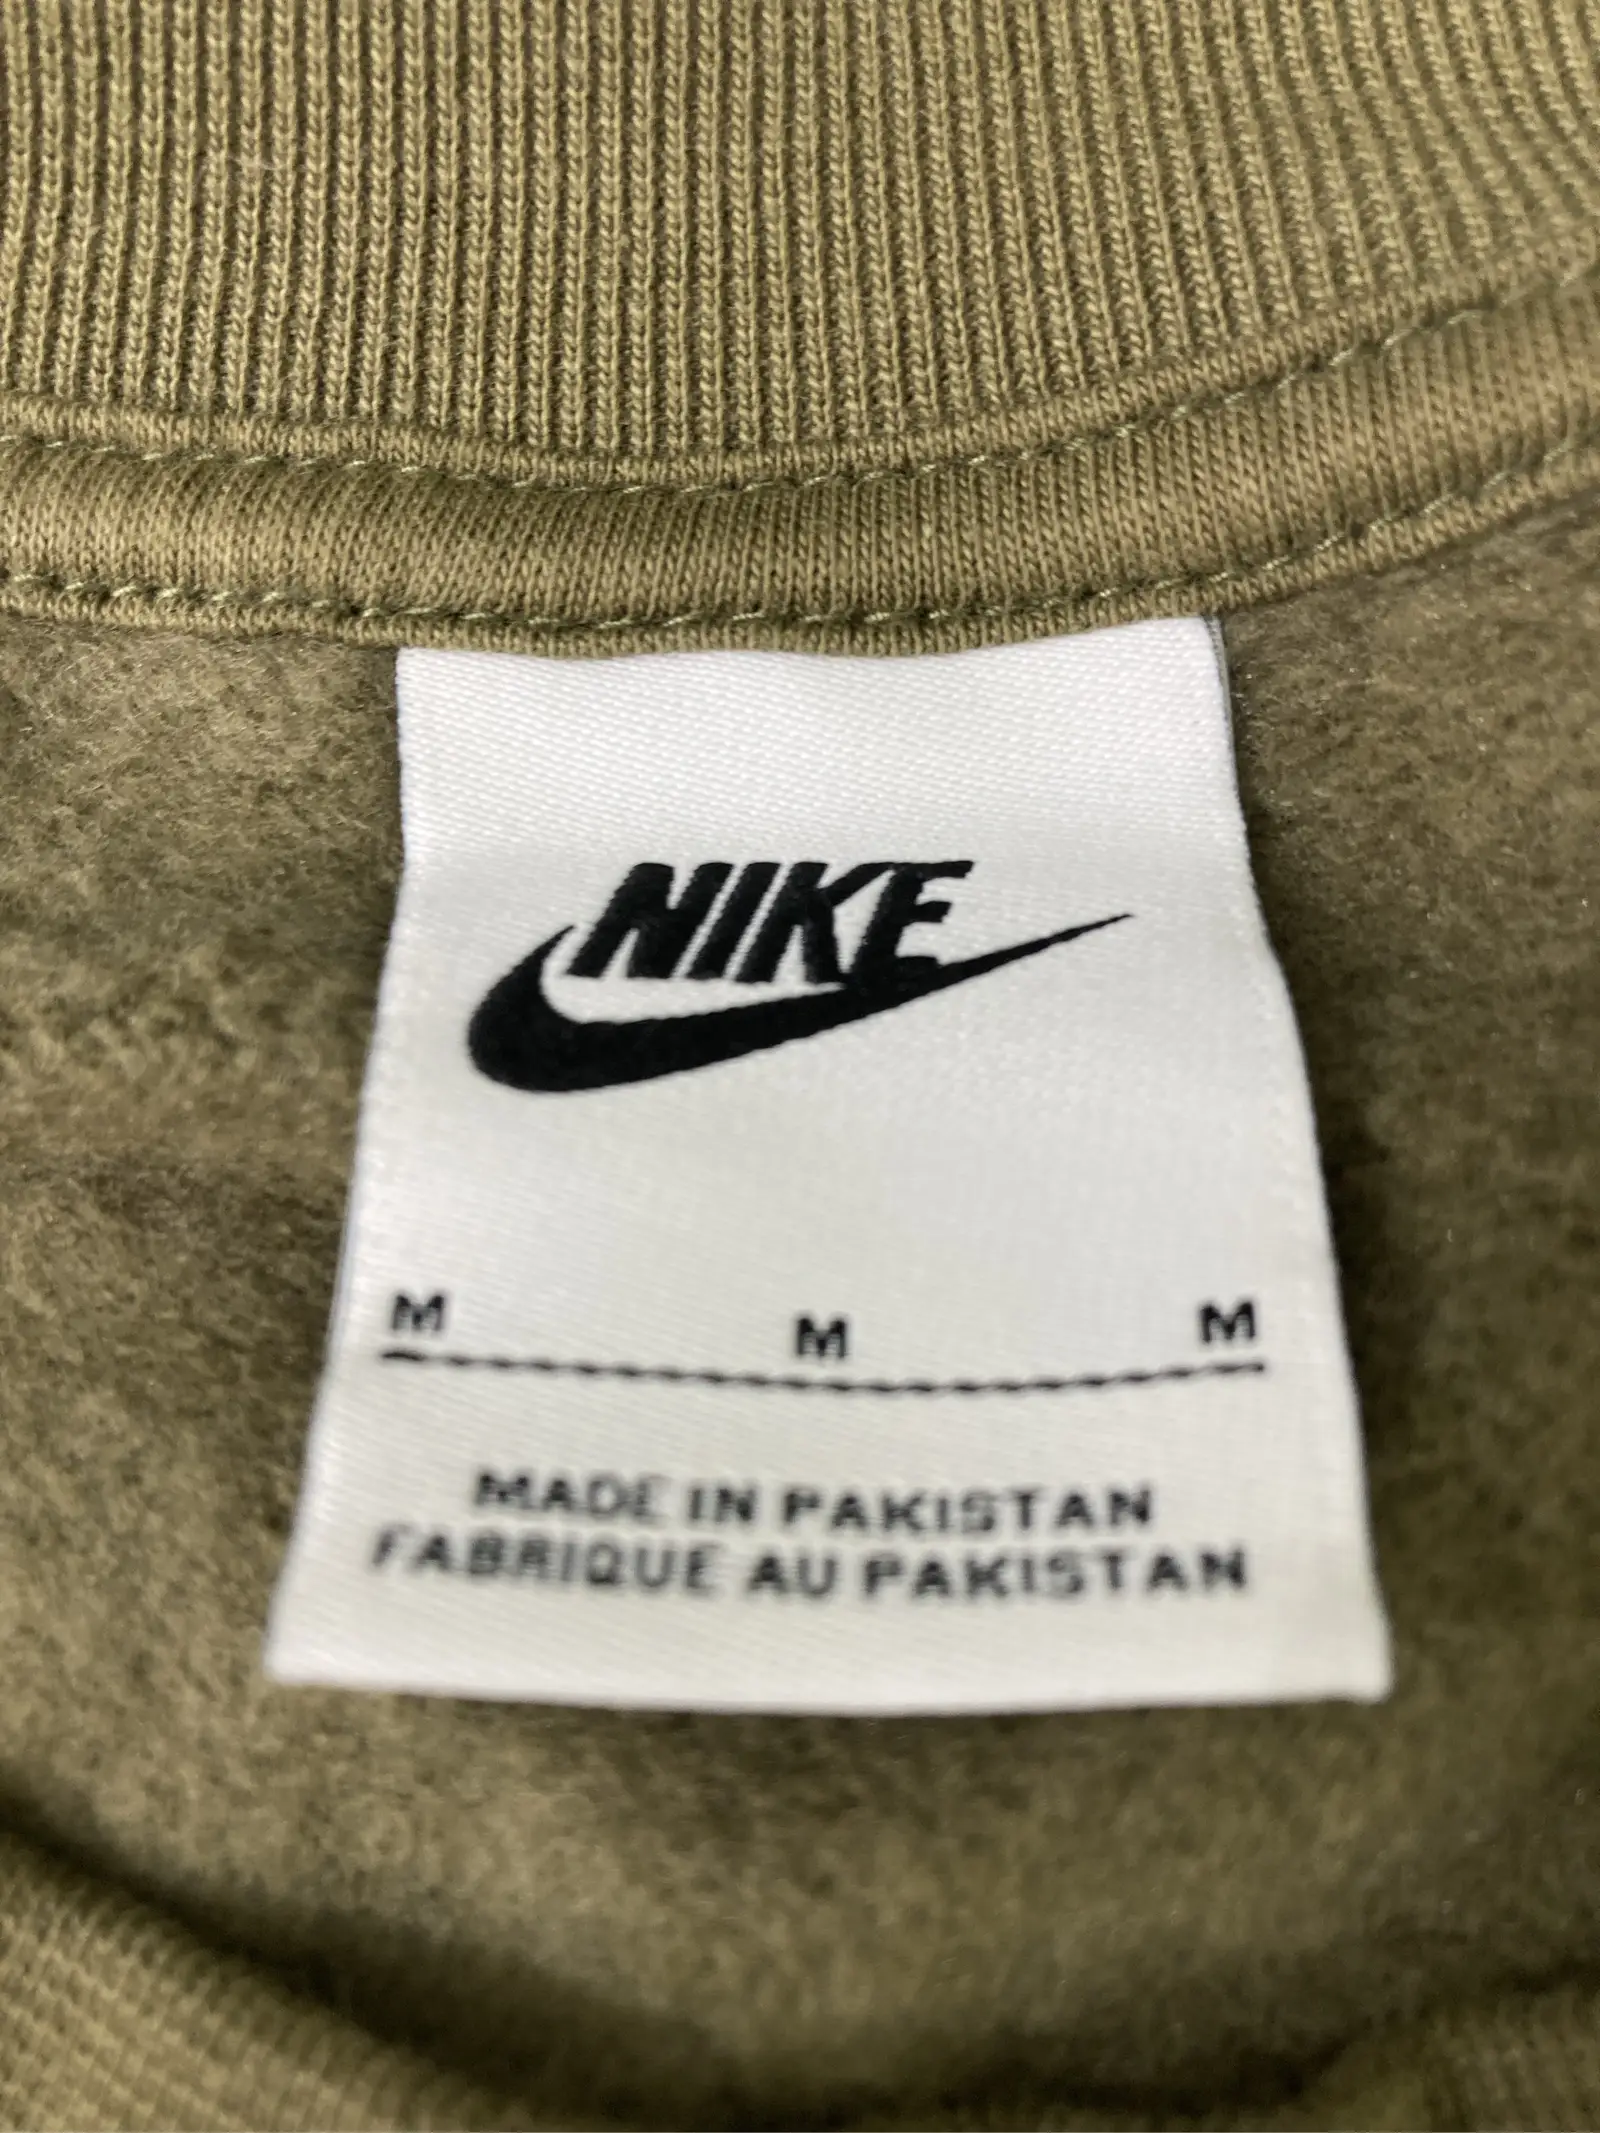 NIKE
M M M
MADE IN PAKISTAN
FABRIQUE AU PAKISTAN